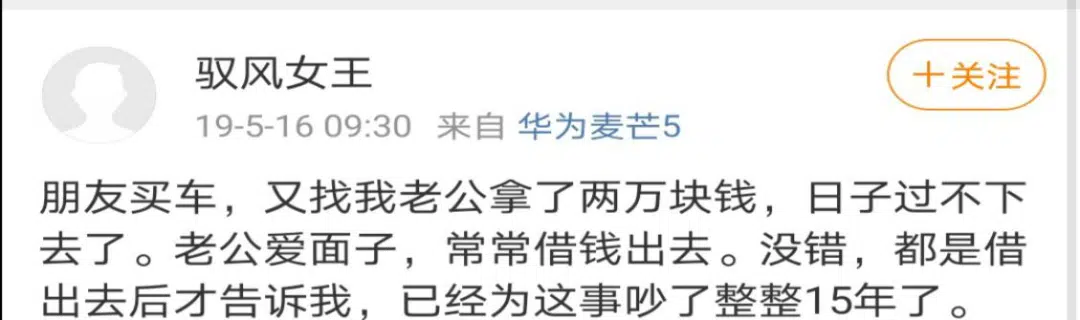 驭风女王
＋关注
19-5-16 09:30 来自 华为麦芒5
朋友买车，又找我老公拿了两万块钱，日子过不下
去了。老公爱面子，常常借钱出去。没错，都是借
出去后才告诉我，已经为这事吵了整整15年了。